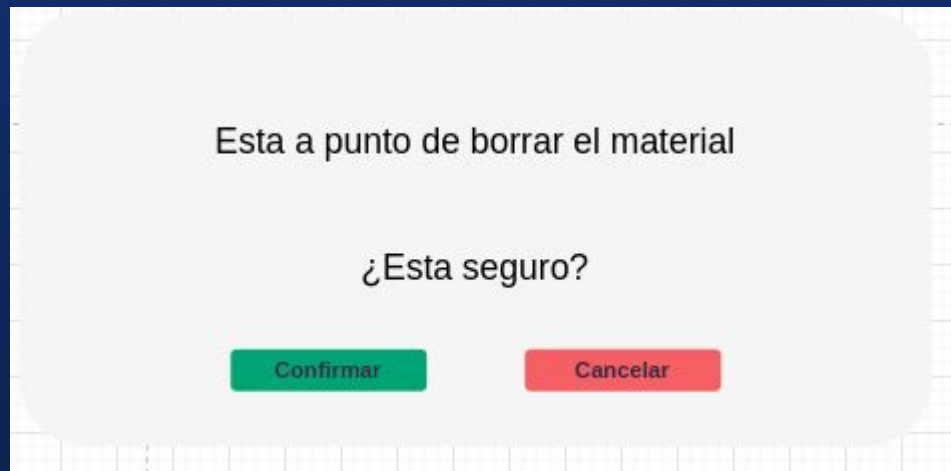 Esta a punto de borrar el material
¿Esta seguro?
Confirmar
Cancelar